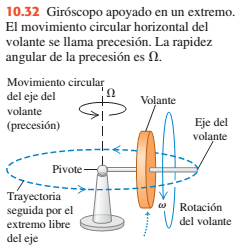 10.32 Giróscopo apoyado en un extremo.
El movimiento circular horizontal del
volante se llama precesión. La rapidez
angular de la precesión es Ω.
Movimiento circular
del eje del
volante
(precesión)
Ω
Volante
Eje del
volante
Pivote
Trayectoria
seguida por el
extremo libre
del eje
ω
Rotación
del volante